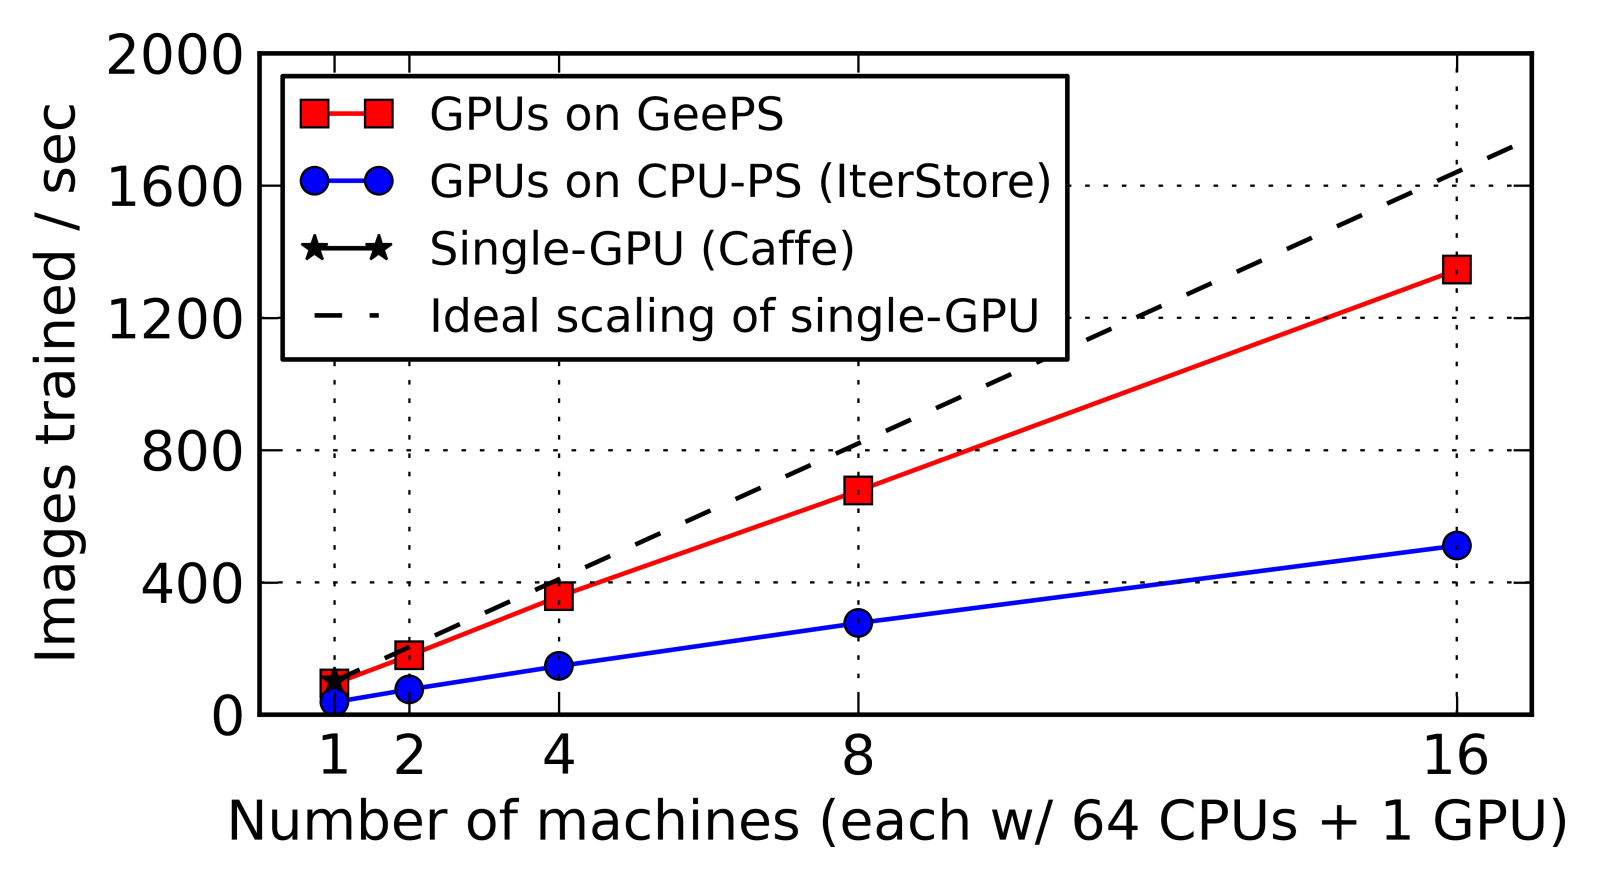 2000
1600
1200
800
400
0
Images trained / sec
GPUs on GeePS
GPUs on CPU-PS (IterStore)
Single-GPU (Caffe)
Ideal scaling of single-GPU
1 2 4 8 16
Number of machines (each w/ 64 CPUs + 1 GPU)